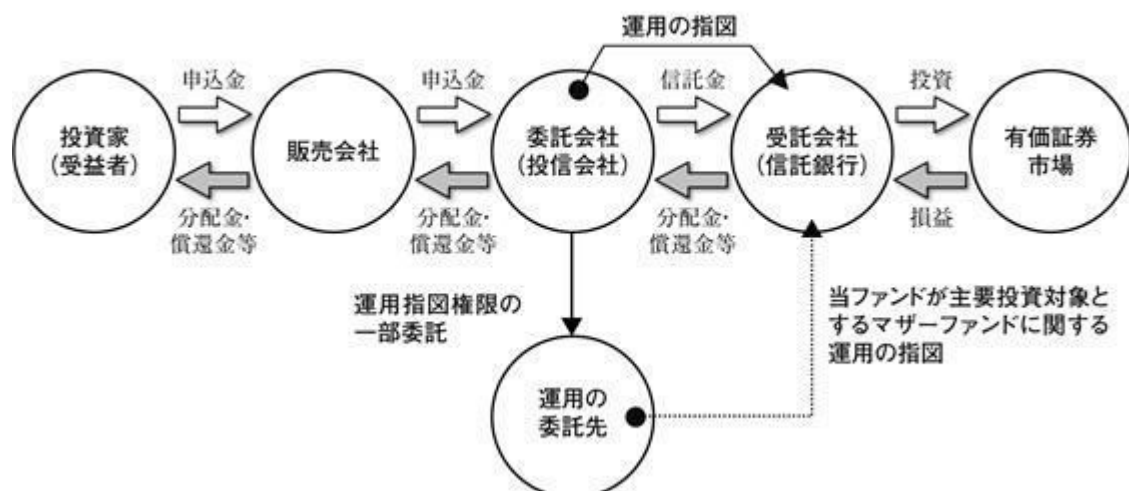 運用の指図
申込金
申込金
信託金
投資
投資家
(受益者)
販売会社
委託会社
(投信会社)
受託会社
(信託銀行)
有価証券
市場
分配金・
償還金等
分配金・
償還金等
分配金・
償還金等
損益
運用指図権限の
一部委託
当ファンドが主要投資対象と
するマザーファンドに関する
運用の指図
運用の
委託先